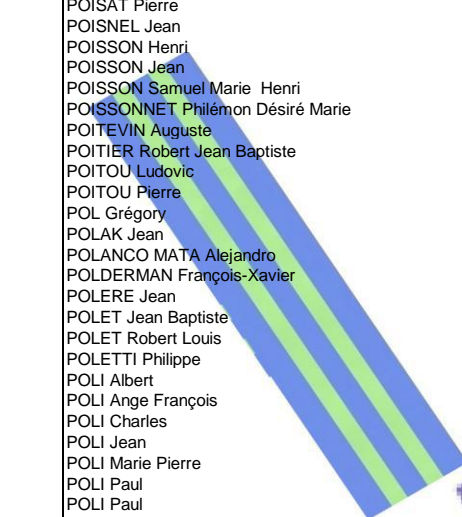 POISAT Pierre
POISNEL Jean
POISSON Henri
POISSON Jean
POISSON Samuel Marie  Henri
POISSONNET Philémon Désiré Marie
POITEVIN Auguste
POITIER Robert Jean Baptiste
POITOU Ludovic
POITOU Pierre
POL Grégory
POLAK Jean
POLANCO MATA Alejandro
POLDERMAN François-Xavier
POLERE Jean
POLET Jean Baptiste
POLET Robert Louis
POLETTI Philippe
POLI Albert
POLI Ange François
POLI Charles
POLI Jean
POLI Marie Pierre
POLI Paul
POLI Paul